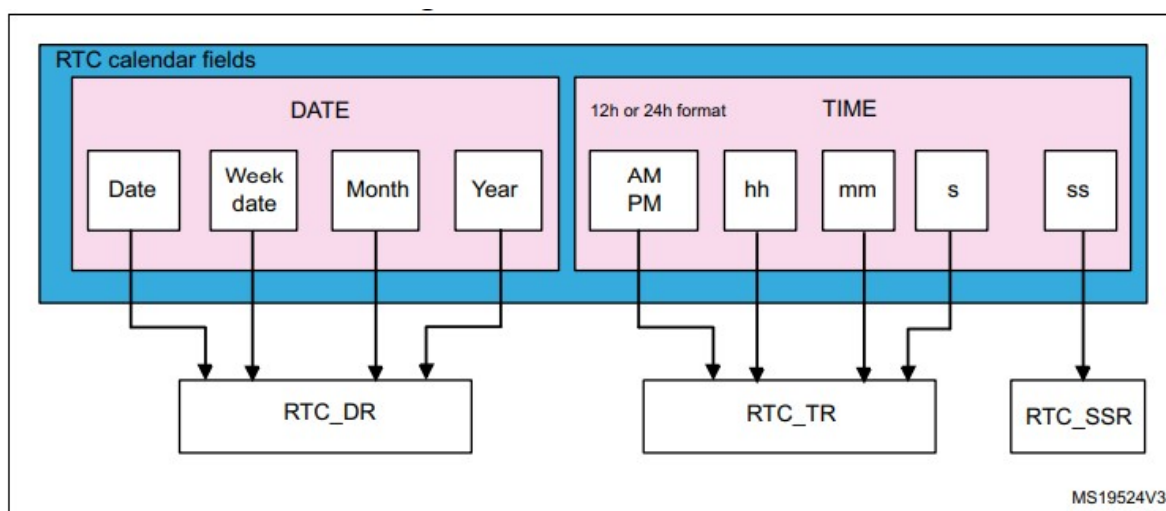 RTC calendar fields
DATE
12h or 24h format
TIME
Date
Week
date
Month
Year
AM
PM
hh
mm
s
ss
RTC_DR
RTC_TR
RTC_SSR
MS19524V3